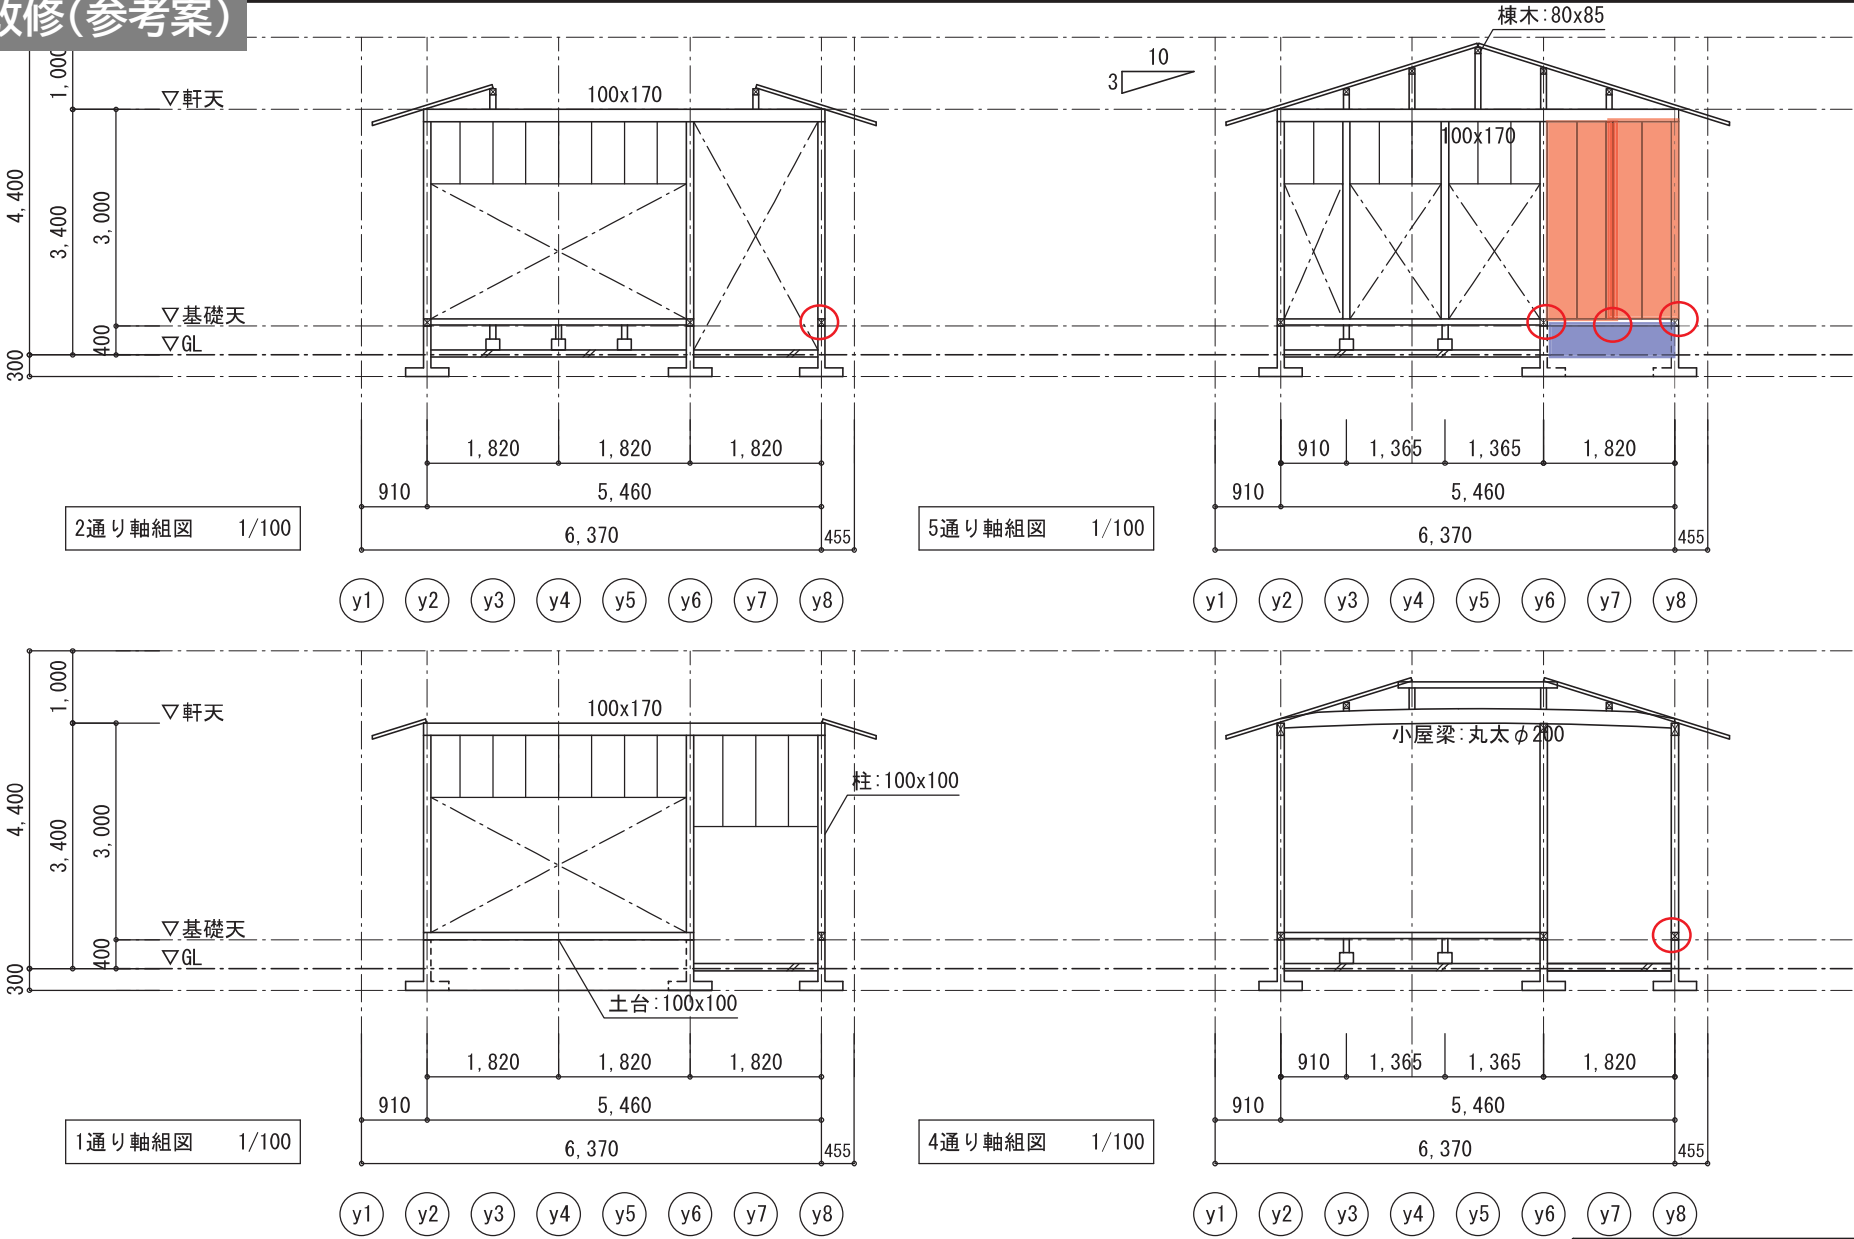 改修(参考案)
棟木:80x85
10
3
1,000
▽軒天
100x170
100x170
4,400
3,400
3,000
▽基礎天
400
▽GL
300
1,820 1,820 1,820
910 5,460
6,370 455
2通り軸組図 1/100
910 1,365 1,365 1,820
910 5,460
6,370 455
5通り軸組図 1/100
y1 y2 y3 y4 y5 y6 y7 y8
y1 y2 y3 y4 y5 y6 y7 y8
1,000
▽軒天
100x170
柱:100x100
小屋梁:丸太φ200
4,400
3,400
3,000
▽基礎天
400
▽GL
300
土台:100x100
1,820 1,820 1,820
910 5,460
6,370 455
1通り軸組図 1/100
910 1,365 1,365 1,820
910 5,460
6,370 455
4通り軸組図 1/100
y1 y2 y3 y4 y5 y6 y7 y8
y1 y2 y3 y4 y5 y6 y7 y8